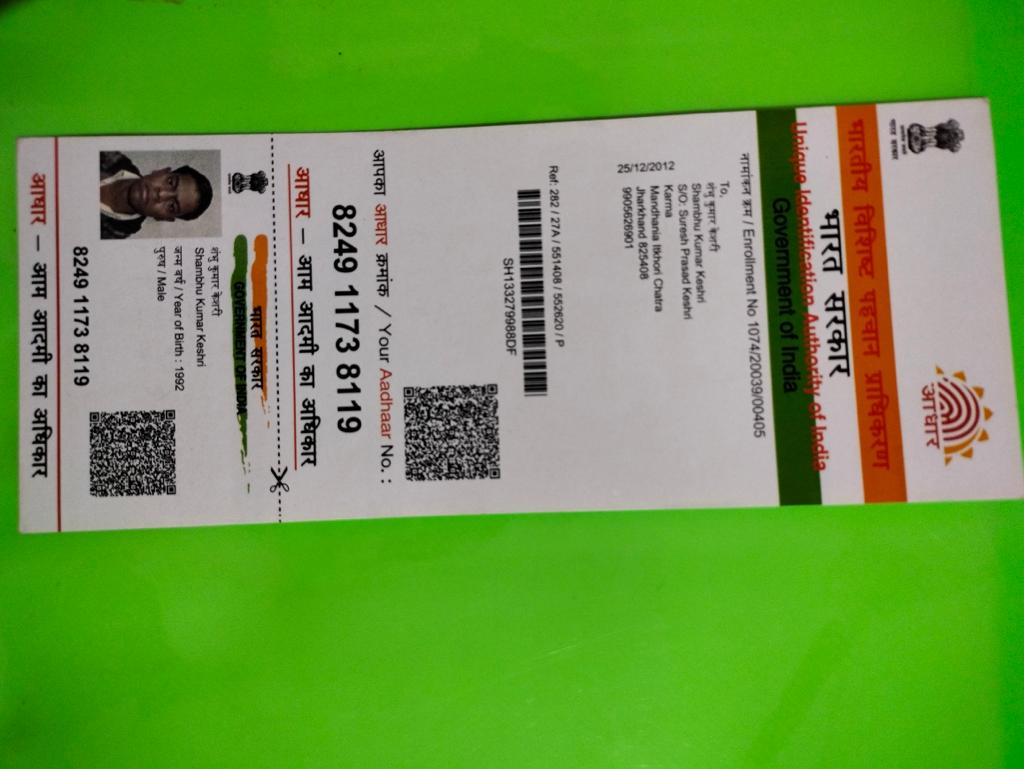 भारत सरकार
आधार
भारतीय विशिष्ट पहचान प्राधिकरण
भारत सरकार
Unique Identification Authority of India
Government of India
नामांकन क्रम / Enrollment No 1074/20039/00405
To,
शंभु कुमार केशरी
Shambhu Kumar Keshri
S/O: Suresh Prasad Keshri
Karma
Mandhania Itkhori Chatra
Jharkhand 825408
9905626901
25/12/2012
Ref: 282 / 27A / 551408 / 552620 / P
SH133279988DF
आपका आधार क्रमांक / Your Aadhaar No. :
8249 1173 8119
आधार – आम आदमी का अधिकार
भारत सरकार
GOVERNMENT OF INDIA
शंभु कुमार केशरी
Shambhu Kumar Keshri
जन्म वर्ष / Year of Birth : 1992
पुरुष / Male
8249 1173 8119
आधार – आम आदमी का अधिकार